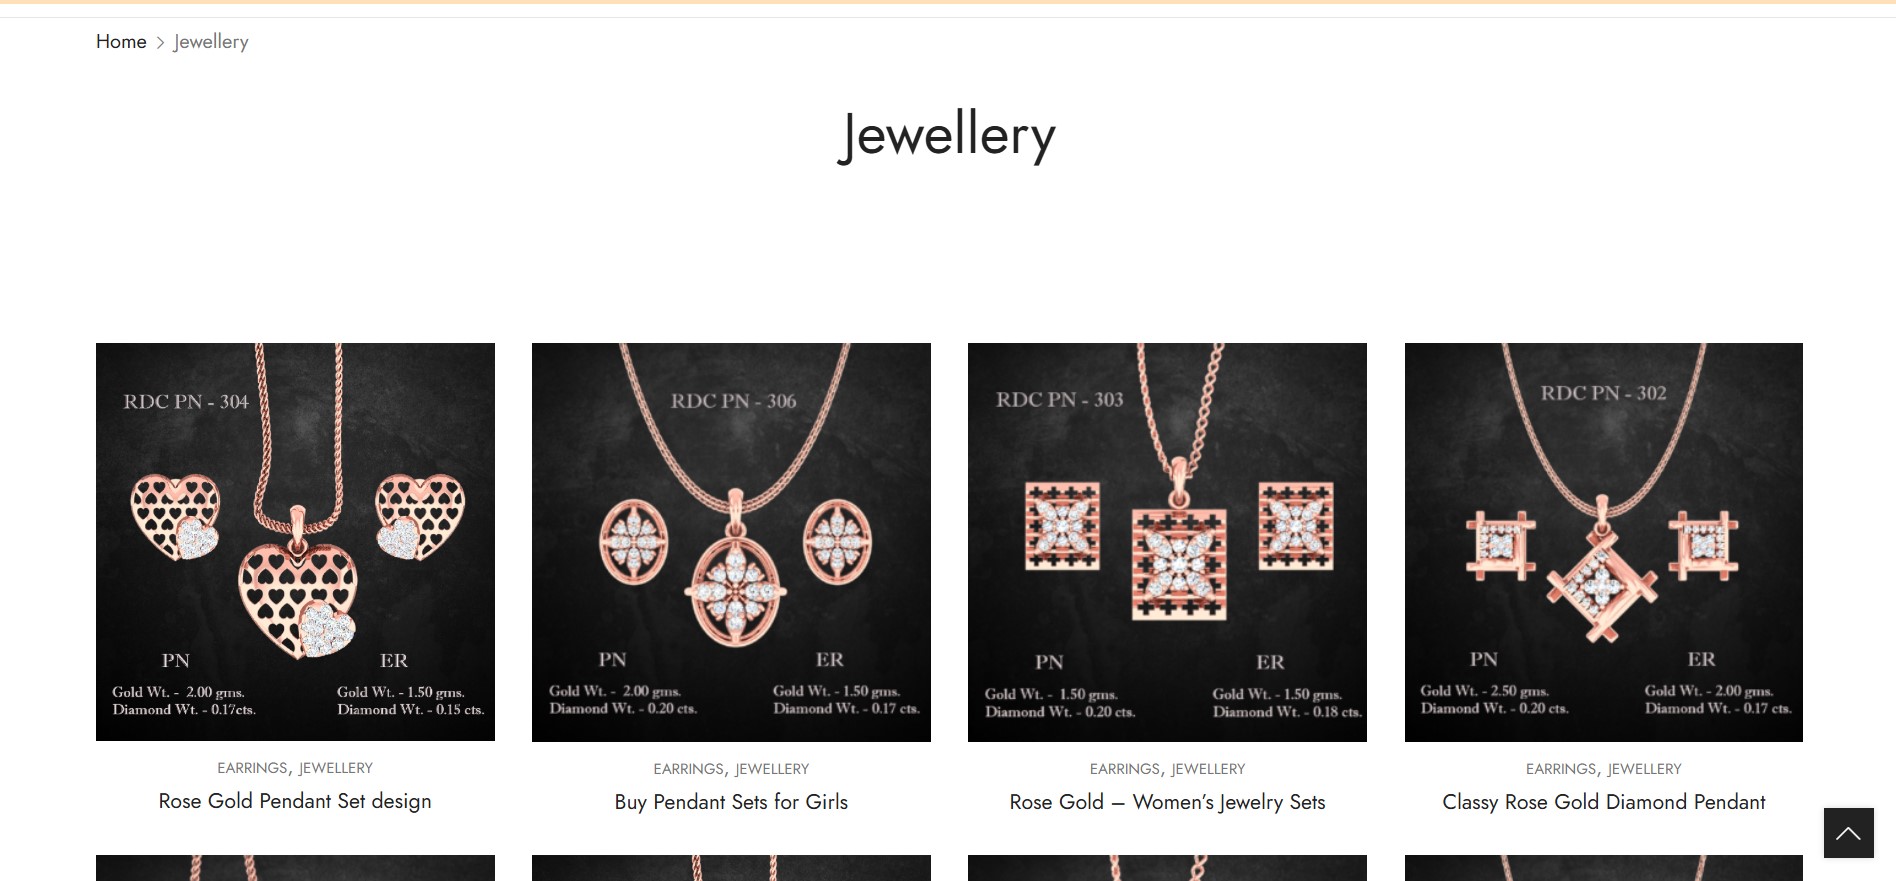 Home > Jewellery
Jewellery
RDC PN - 304
PN
ER
Gold Wt. - 2.00 gms.
Diamond Wt. - 0.17cts.
Gold Wt. - 1.50 gms.
Diamond Wt. - 0.15 cts.
EARRINGS, JEWELLERY
Rose Gold Pendant Set design
RDC PN - 306
PN
ER
Gold Wt. - 2.00 gms.
Diamond Wt. - 0.20 cts.
Gold Wt. - 1.50 gms.
Diamond Wt. - 0.17 cts.
EARRINGS, JEWELLERY
Buy Pendant Sets for Girls
RDC PN - 303
PN
ER
Gold Wt. - 1.50 gms.
Diamond Wt. - 0.20 cts.
Gold Wt. - 1.50 gms.
Diamond Wt. - 0.18 cts.
EARRINGS, JEWELLERY
Rose Gold – Women’s Jewelry Sets
RDC PN - 302
PN
ER
Gold Wt. - 2.50 gms.
Diamond Wt. - 0.20 cts.
Gold Wt. - 2.00 gms.
Diamond Wt. - 0.17 cts.
EARRINGS, JEWELLERY
Classy Rose Gold Diamond Pendant